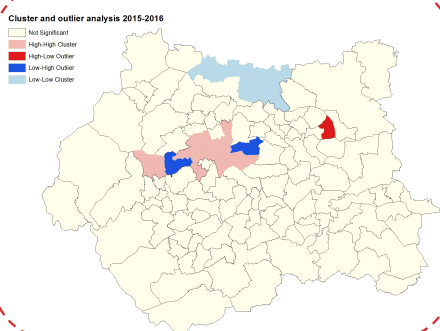 Cluster and outlier analysis 2015-2016
Not Significant
High-High Cluster
High-Low Outlier
Low-High Outlier
Low-Low Cluster